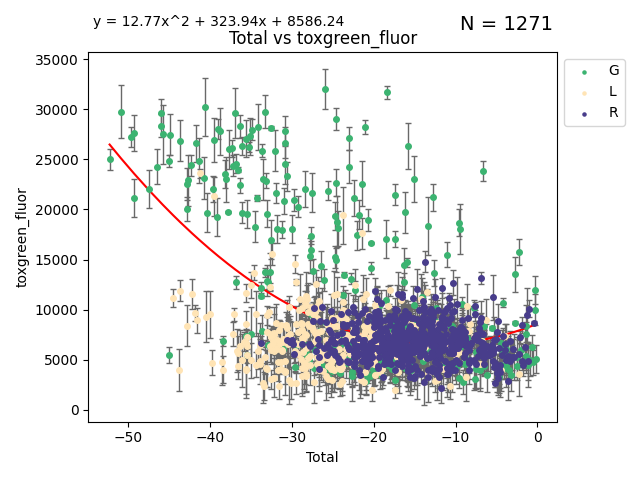 y = 12.77x^2 + 323.94x + 8586.24
N = 1271
Total vs toxgreen_fluor
35000
30000
25000
20000
15000
10000
5000
0
toxgreen_fluor
−50
−40
−30
−20
−10
0
Total
G
L
R